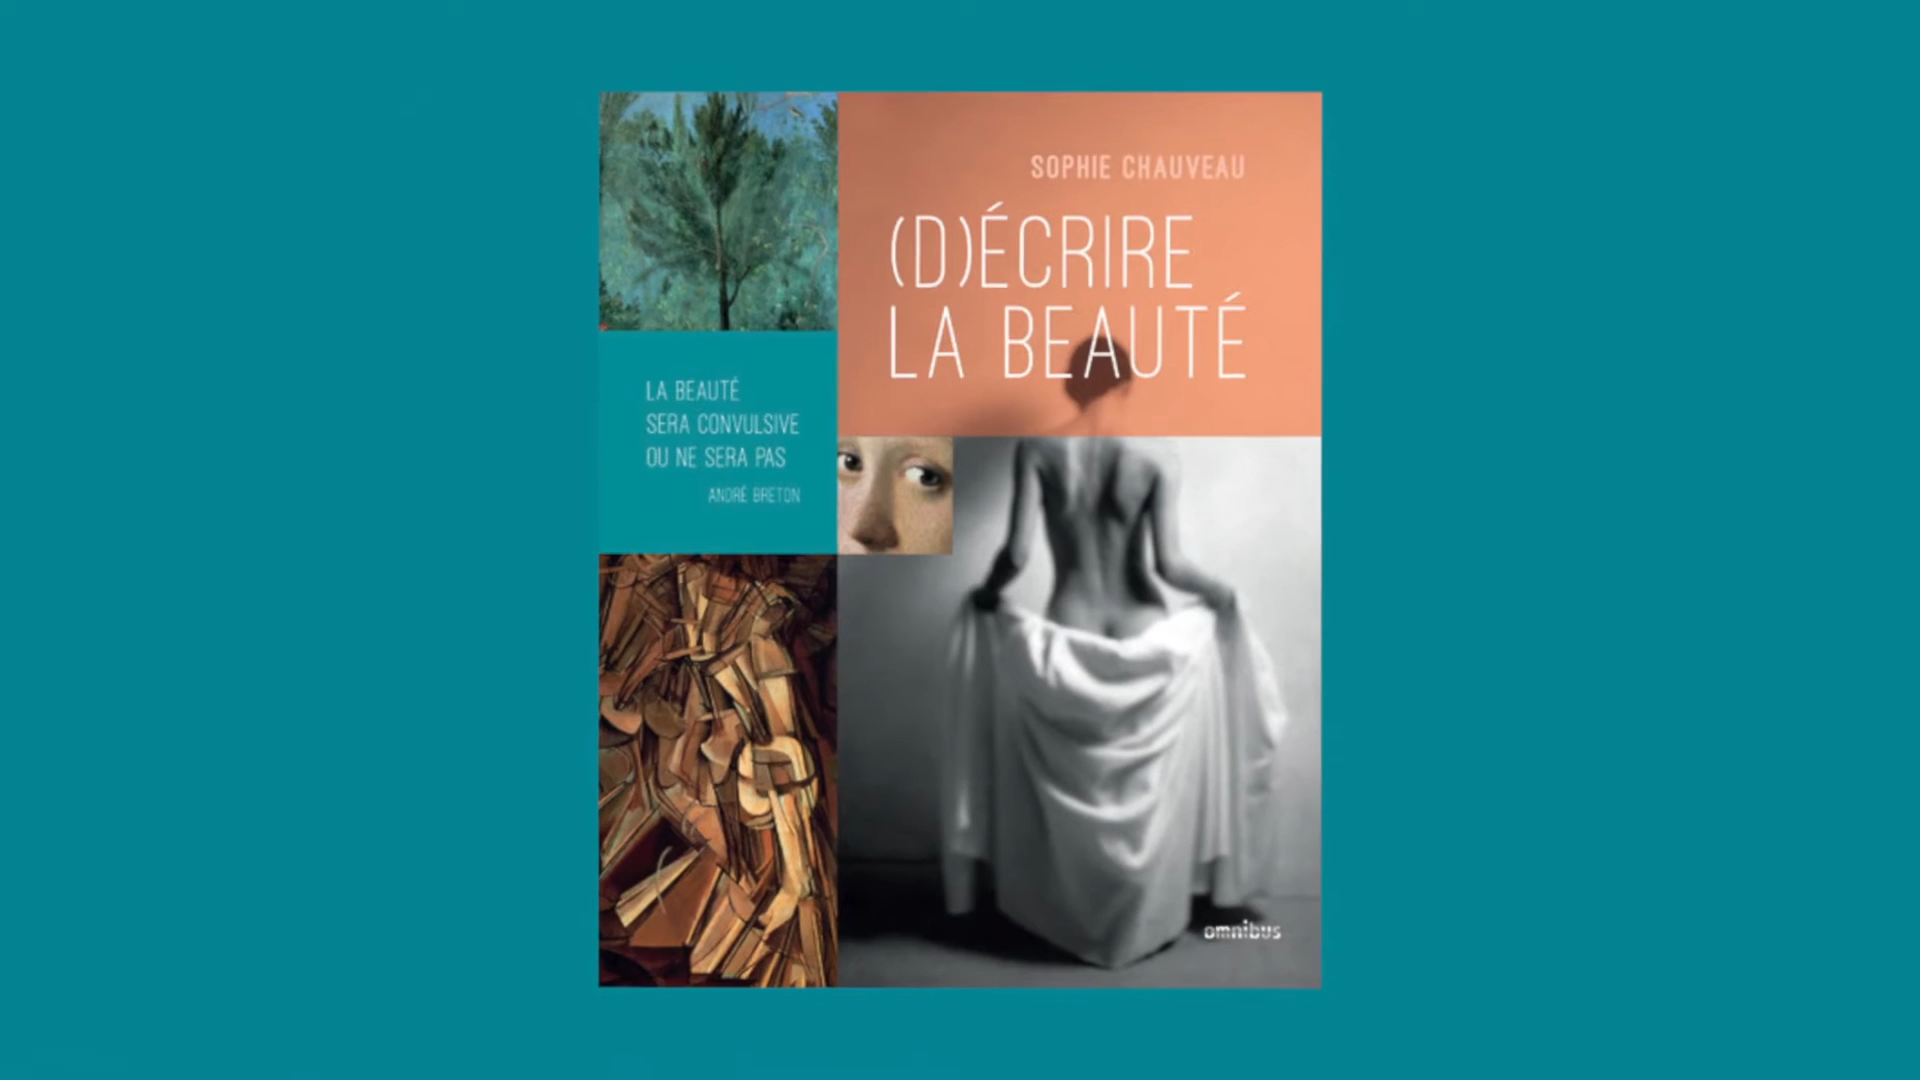 SOPHIE CHAUVEAU
(D)ÉCRIRE
LA BEAUTÉ
LA BEAUTÉ
SERA CONVULSIVE
OU NE SERA PAS
ANDRÉ BRETON
omnibus